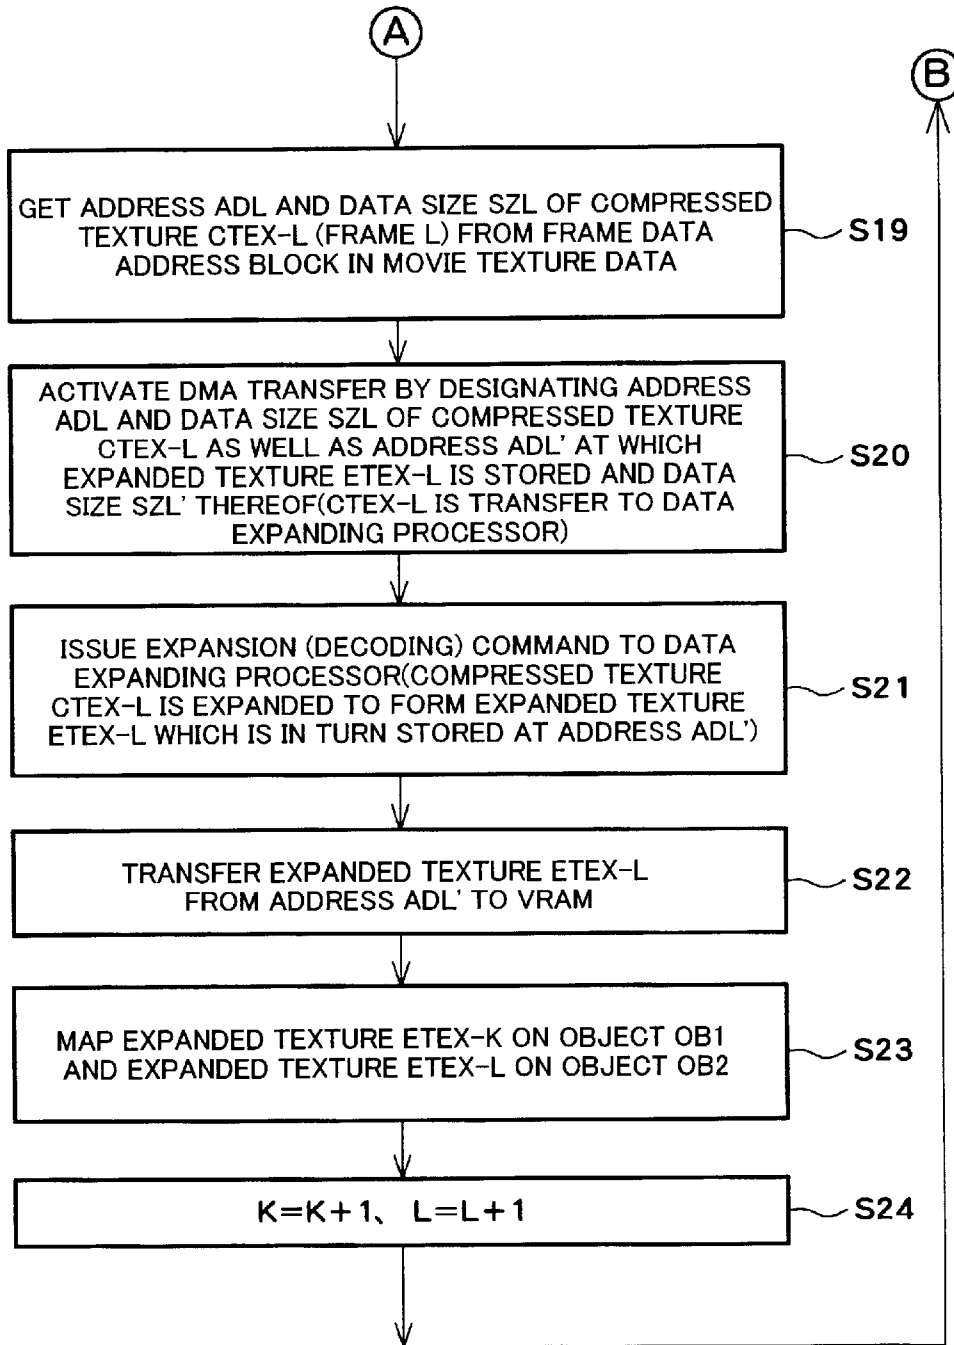 A
B
GET ADDRESS ADL AND DATA SIZE SZL OF COMPRESSED
TEXTURE CTEX-L (FRAME L) FROM FRAME DATA
ADDRESS BLOCK IN MOVIE TEXTURE DATA
S19
ACTIVATE DMA TRANSFER BY DESIGNATING ADDRESS
ADL AND DATA SIZE SZL OF COMPRESSED TEXTURE
CTEX-L AS WELL AS ADDRESS ADL' AT WHICH
EXPANDED TEXTURE ETEX-L IS STORED AND DATA
SIZE SZL' THEREOF(CTEX-L IS TRANSFER TO DATA
EXPANDING PROCESSOR)
S20
ISSUE EXPANSION (DECODING) COMMAND TO DATA
EXPANDING PROCESSOR(COMPRESSED TEXTURE
CTEX-L IS EXPANDED TO FORM EXPANDED TEXTURE
ETEX-L WHICH IS IN TURN STORED AT ADDRESS ADL')
S21
TRANSFER EXPANDED TEXTURE ETEX-L
FROM ADDRESS ADL' TO VRAM
S22
MAP EXPANDED TEXTURE ETEX-K ON OBJECT OB1
AND EXPANDED TEXTURE ETEX-L ON OBJECT OB2
S23
K=K+1、 L=L+1
S24